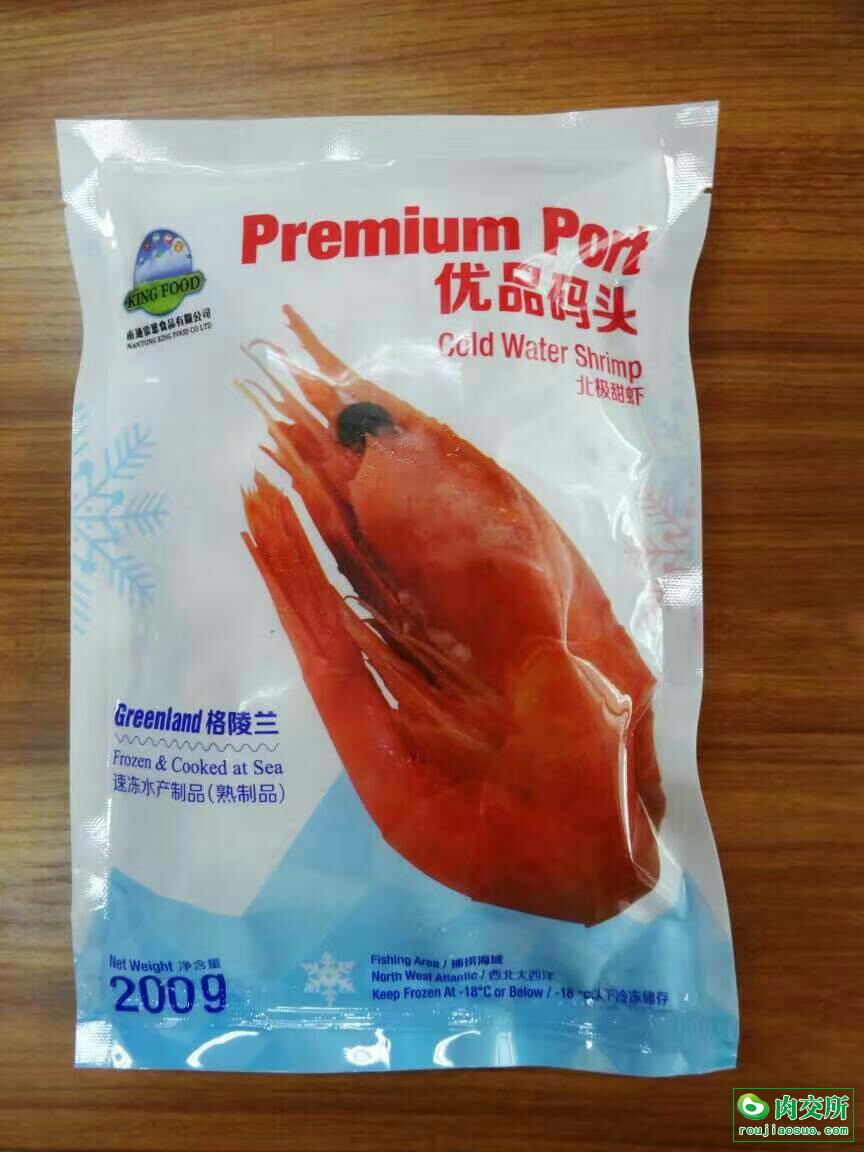 Premium Port
优品码头
Cold Water Shrimp
北极甜虾
KING FOOD
食品有限公司
NANTONG KING FOOD CO LTD
Greenland 格陵兰
Frozen & Cooked at Sea
速冻水产制品(熟制品)
Net Weight 净含量
200g
Fishing Area / 捕捞海域
North West Atlantic / 西北大西洋
Keep Frozen At -18°C or Below / -18 °C以下冷冻储存
肉交所
roujiaosuo.com